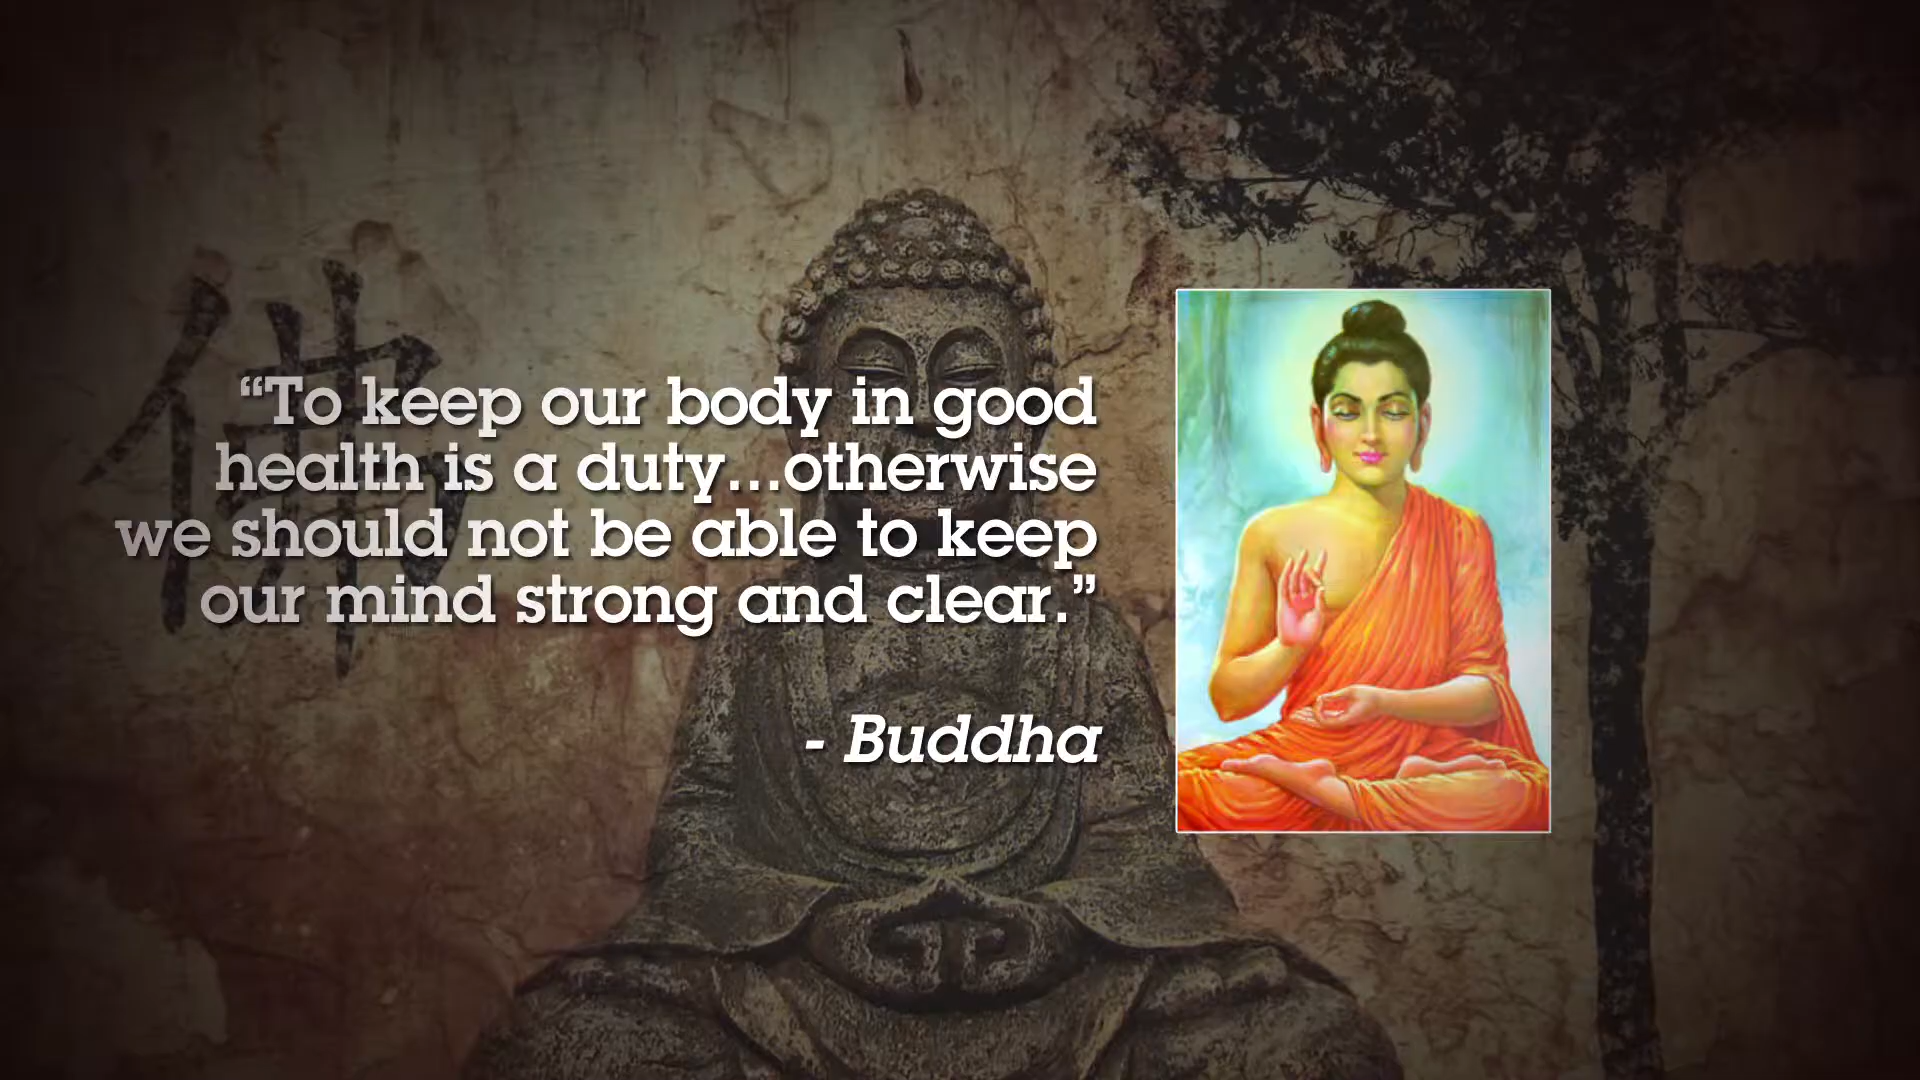 佛
“To keep our body in good
health is a duty...otherwise
we should not be able to keep
our mind strong and clear.”
- Buddha